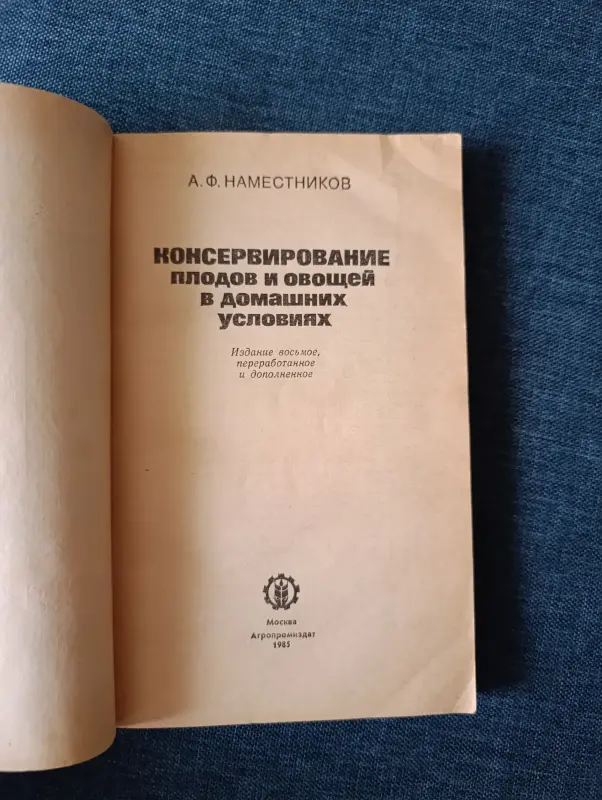 А. Ф. НАМЕСТНИКОВ
КОНСЕРВИРОВАНИЕ
ПЛОДОВ И ОВОЩЕЙ
В ДОМАШНИХ
УСЛОВИЯХ
Издание восьмое,
переработанное
и дополненное
Москва
Агропромиздат
1985